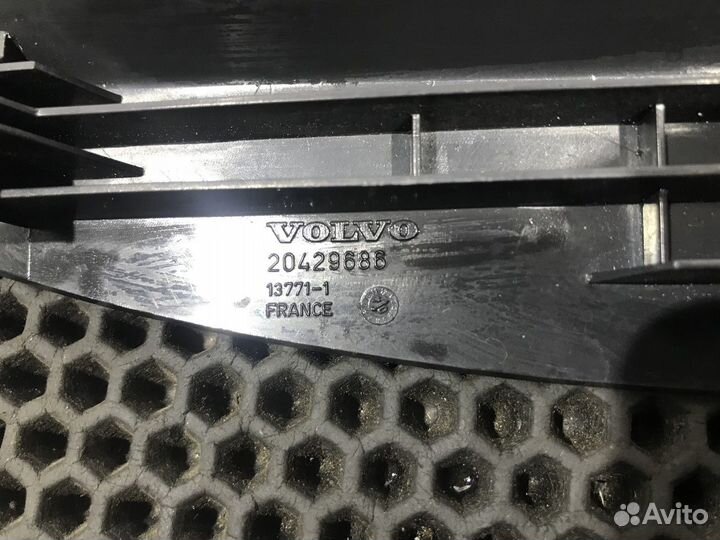 VOLVO
20429686
13771-1
FRANCE
Avito